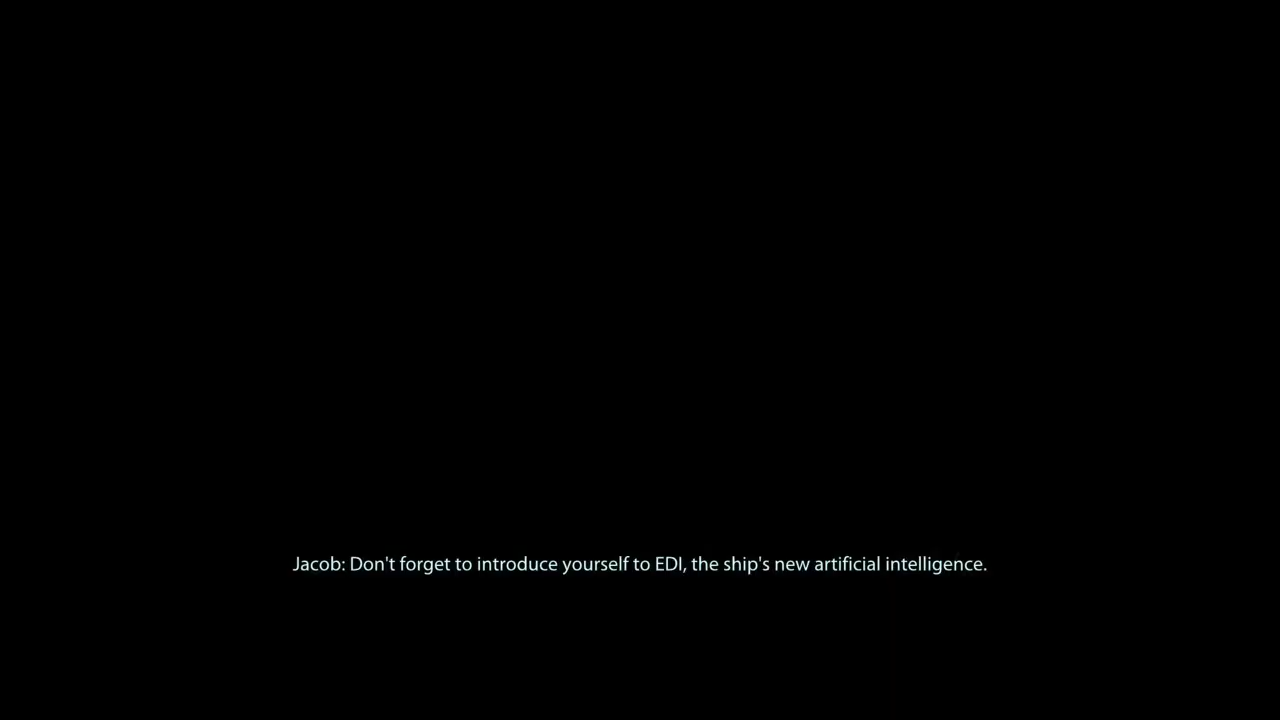 Jacob: Don't forget to introduce yourself to EDI, the ship's new artificial intelligence.